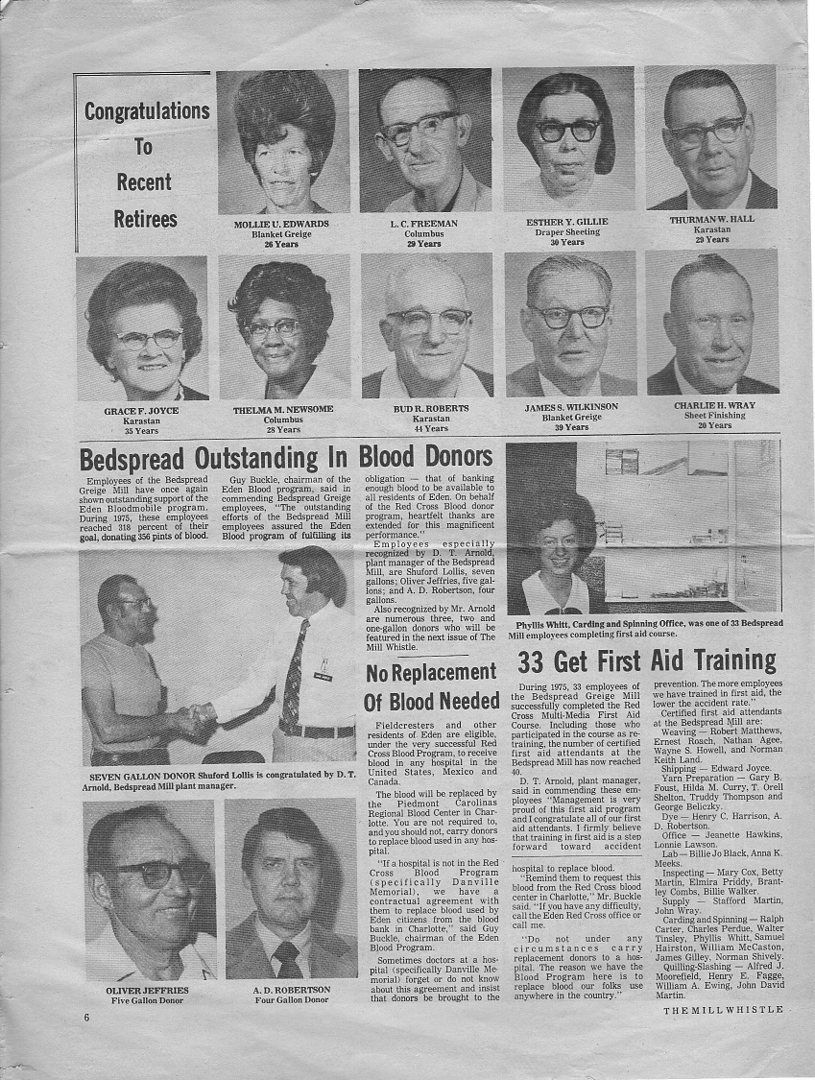 Congratulations
To
Recent
Retirees
MOLLIE U. EDWARDS
Blanket Greige
26 Years
L. C. FREEMAN
Columbus
29 Years
ESTHER Y. GILLIE
Draper Sheeting
30 Years
THURMAN W. HALL
Karastan
29 Years
GRACE F. JOYCE
Karastan
35 Years
THELMA M. NEWSOME
Columbus
28 Years
BUD R. ROBERTS
Karastan
44 Years
JAMES S. WILKINSON
Blanket Greige
39 Years
CHARLIE H. WRAY
Sheet Finishing
20 Years
Bedspread Outstanding In Blood Donors
Employees of the Bedspread
Greige Mill have once again
shown outstanding support of the
Eden Bloodmobile program.
During 1975, these employees
reached 318 percent of their
goal, donating 356 pints of blood.
Guy Buckle, chairman of the
Eden Blood program, said in
commending Bedspread Greige
employees, "The outstanding
efforts of the Bedspread Mill
employees assured the Eden
Blood program of fulfilling its
obligation — that of banking
enough blood to be available to
all residents of Eden. On behalf
of the Red Cross Blood donor
program, heartfelt thanks are
extended for this magnificent
performance."
Employees especially
recognized by D. T. Arnold,
plant manager of the Bedspread
Mill, are Shuford Lollis, seven
gallons; Oliver Jeffries, five gal-
lons; and A. D. Robertson, four
gallons.
Also recognized by Mr. Arnold
are numerous three, two and
one-gallon donors who will be
featured in the next issue of The
Mill Whistle.
SEVEN GALLON DONOR Shuford Lollis is congratulated by D. T.
Arnold, Bedspread Mill plant manager.
OLIVER JEFFRIES
Five Gallon Donor
A. D. ROBERTSON
Four Gallon Donor
No Replacement
Of Blood Needed
Fieldcresters and other
residents of Eden are eligible,
under the very successful Red
Cross Blood Program, to receive
blood in any hospital in the
United States, Mexico and
Canada.
The blood will be replaced by
the Piedmont Carolinas
Regional Blood Center in Char-
lotte. You are not required to,
and you should not, carry donors
to replace blood used in any hos-
pital.
"If a hospital is not in the Red
Cross Blood Program
(specifically Danville
Memorial), we have a
contractual agreement with
them to replace blood used by
Eden citizens from the blood
bank in Charlotte," said Guy
Buckle, chairman of the Eden
Blood Program.
Sometimes doctors at a hos-
pital (specifically Danville Me-
morial) forget or do not know
about this agreement and insist
that donors be brought to the
hospital to replace blood.
"Remind them to request this
blood from the Red Cross blood
center in Charlotte," Mr. Buckle
said. "If you have any difficulty,
call the Eden Red Cross office or
call me.
"Do not under any
circumstances carry
replacement donors to a hos-
pital. The reason we have the
Blood Program here is to
replace blood our folks use
anywhere in the country."
Phyllis Whitt, Carding and Spinning Office, was one of 33 Bedspread
Mill employees completing first aid course.
33 Get First Aid Training
During 1975, 33 employees of
the Bedspread Greige Mill
successfully completed the Red
Cross Multi-Media First Aid
Course. Including those who
participated in the course as re-
training, the number of certified
first aid attendants at the
Bedspread Mill has now reached
40.
D. T. Arnold, plant manager,
said in commending these em-
ployees "Management is very
proud of this first aid program
and I congratulate all of our first
aid attendants. I firmly believe
that training in first aid is a step
forward toward accident
prevention. The more employees
we have trained in first aid, the
lower the accident rate."
Certified first aid attendants
at the Bedspread Mill are:
Weaving — Robert Matthews,
Ernest Roach, Nathan Agee,
Wayne S. Howell, and Norman
Keith Land.
Shipping — Edward Joyce.
Yarn Preparation — Gary B.
Foust, Hilda M. Curry, T. Orell
Shelton, Truddy Thompson and
George Beliczky.
Dye — Henry C. Harrison, A.
D. Robertson.
Office — Jeanette Hawkins,
Lonnie Lawson.
Lab — Billie Jo Black, Anna K.
Meeks.
Inspecting — Mary Cox, Betty
Martin, Elmira Priddy, Brant-
ley Combs, Billie Walker.
Supply — Stafford Martin,
John Wray.
Carding and Spinning — Ralph
Carter, Charles Perdue, Walter
Tinsley, Phyllis Whitt, Samuel
Hairston, William McCaston,
James Gilley, Norman Shively.
Quilling-Slashing — Alfred J.
Moorefield, Henry E. Fagge,
William A. Ewing, John David
Martin.
6
THE MILL WHISTLE